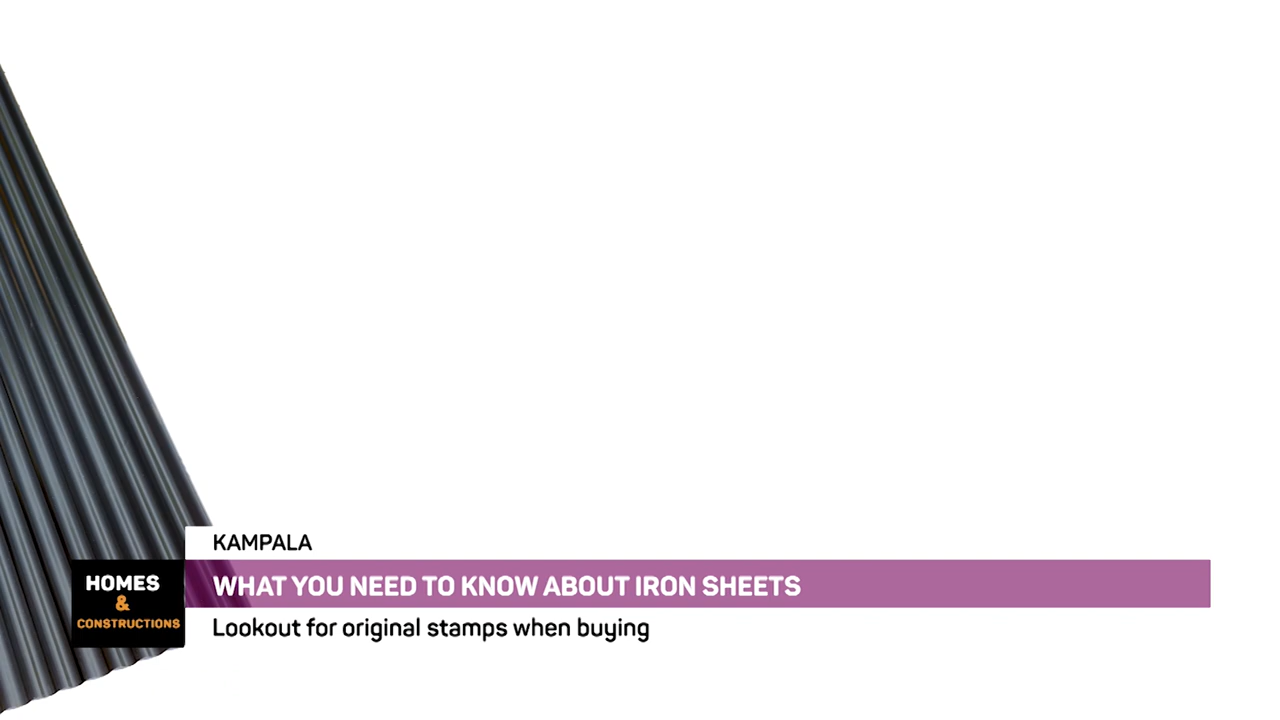 KAMPALA
WHAT YOU NEED TO KNOW ABOUT IRON SHEETS
Lookout for original stamps when buying
HOMES
&
CONSTRUCTIONS